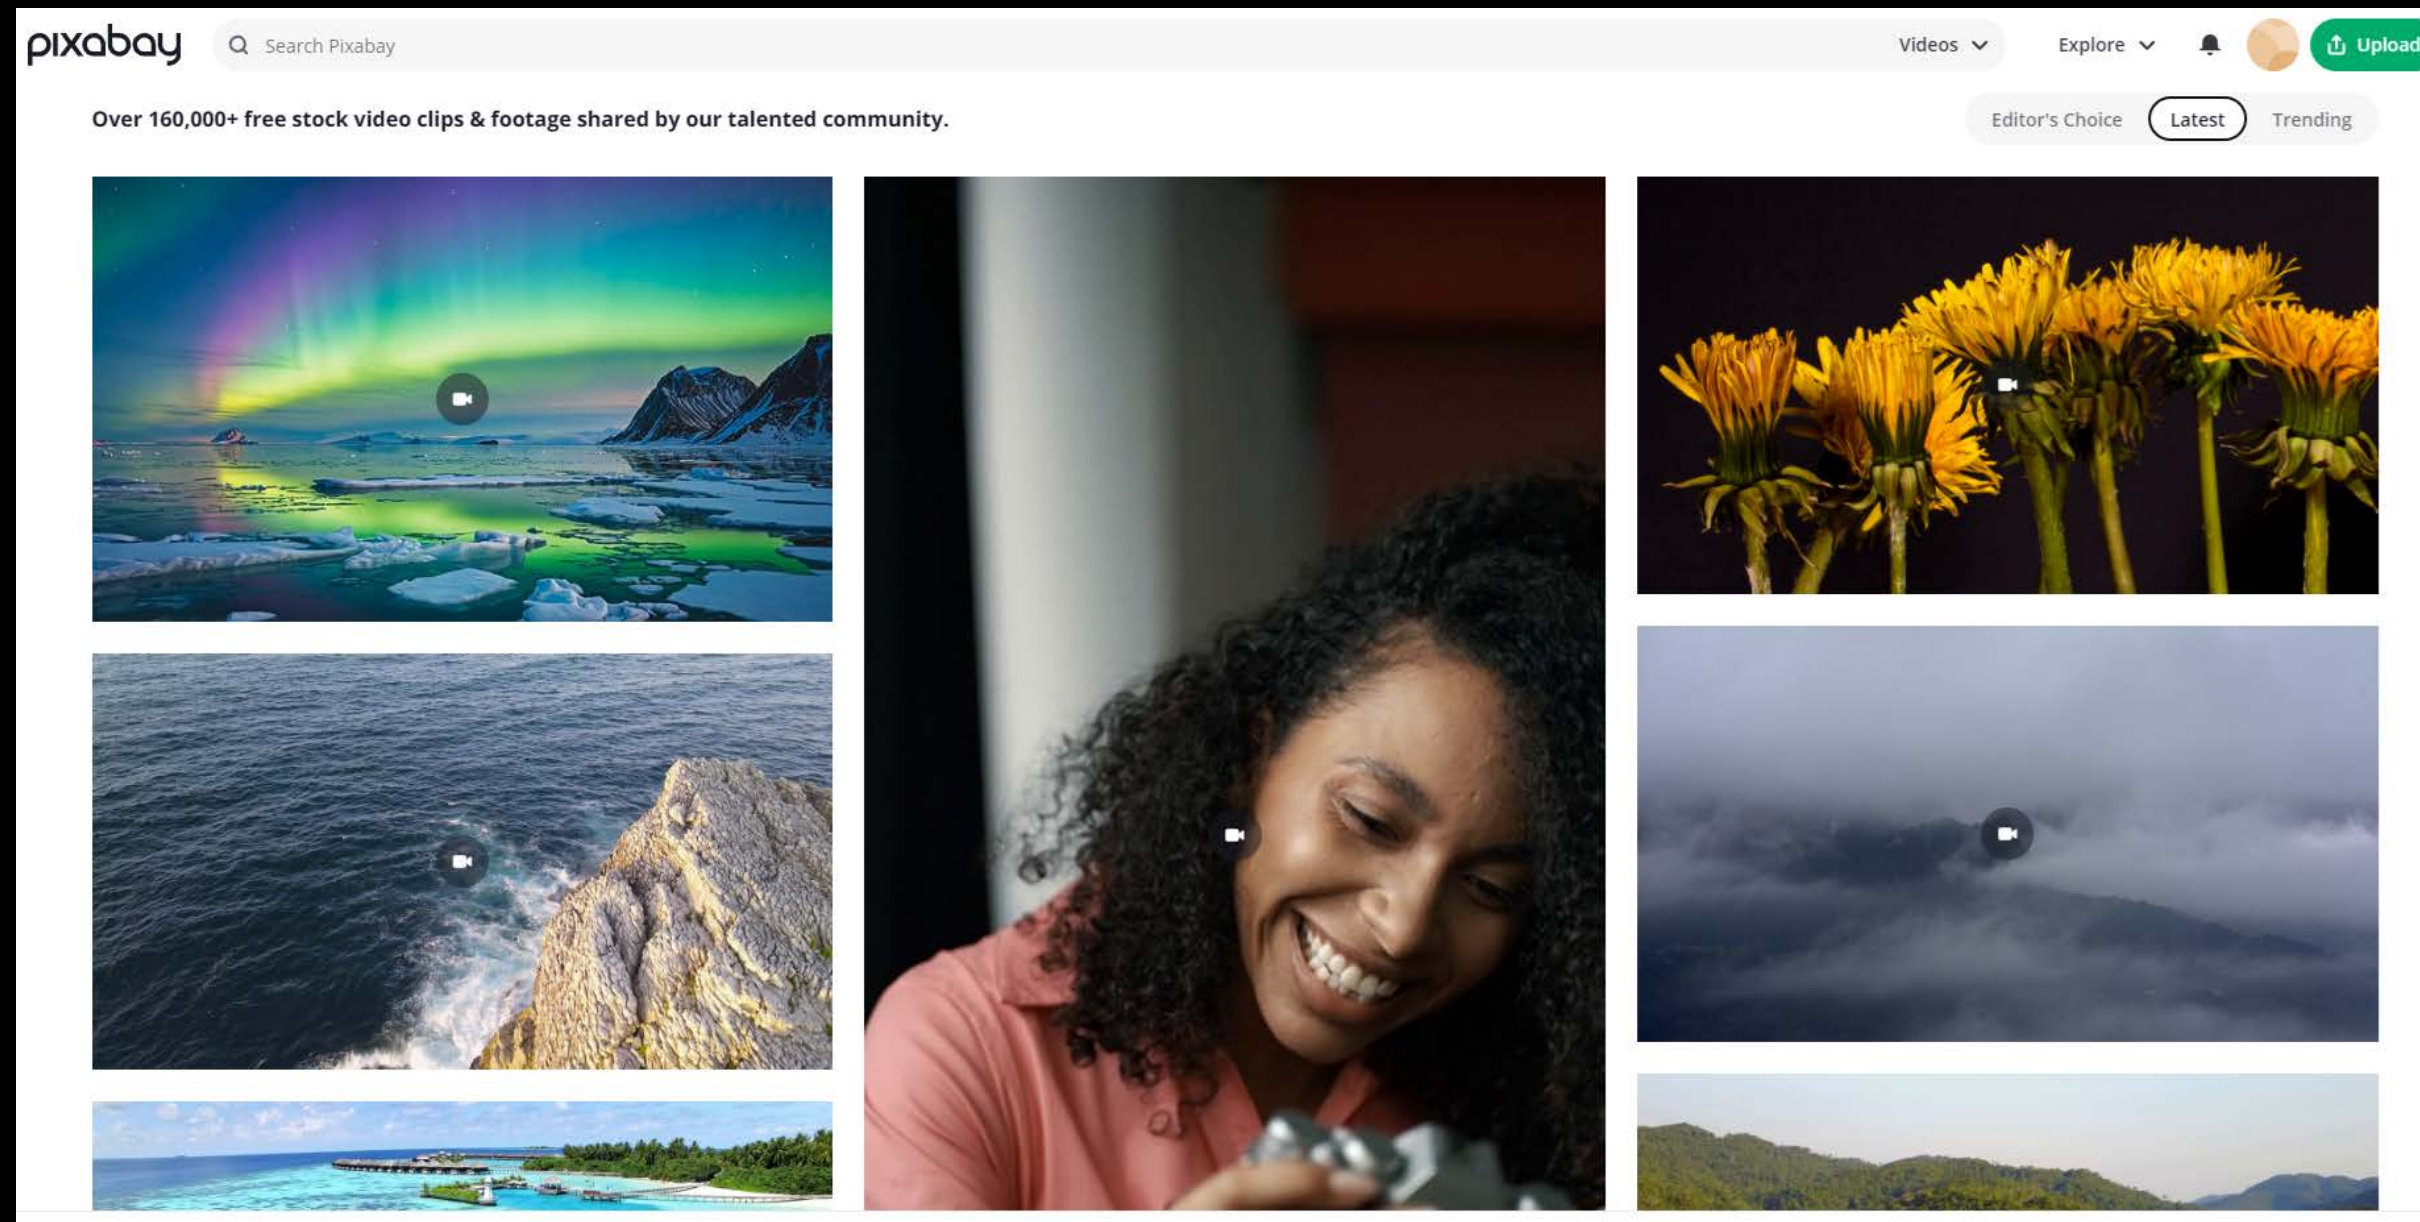 pixabay
Search Pixabay
Videos
Explore
Upload
Over 160,000+ free stock video clips & footage shared by our talented community.
Editor's Choice
Latest
Trending